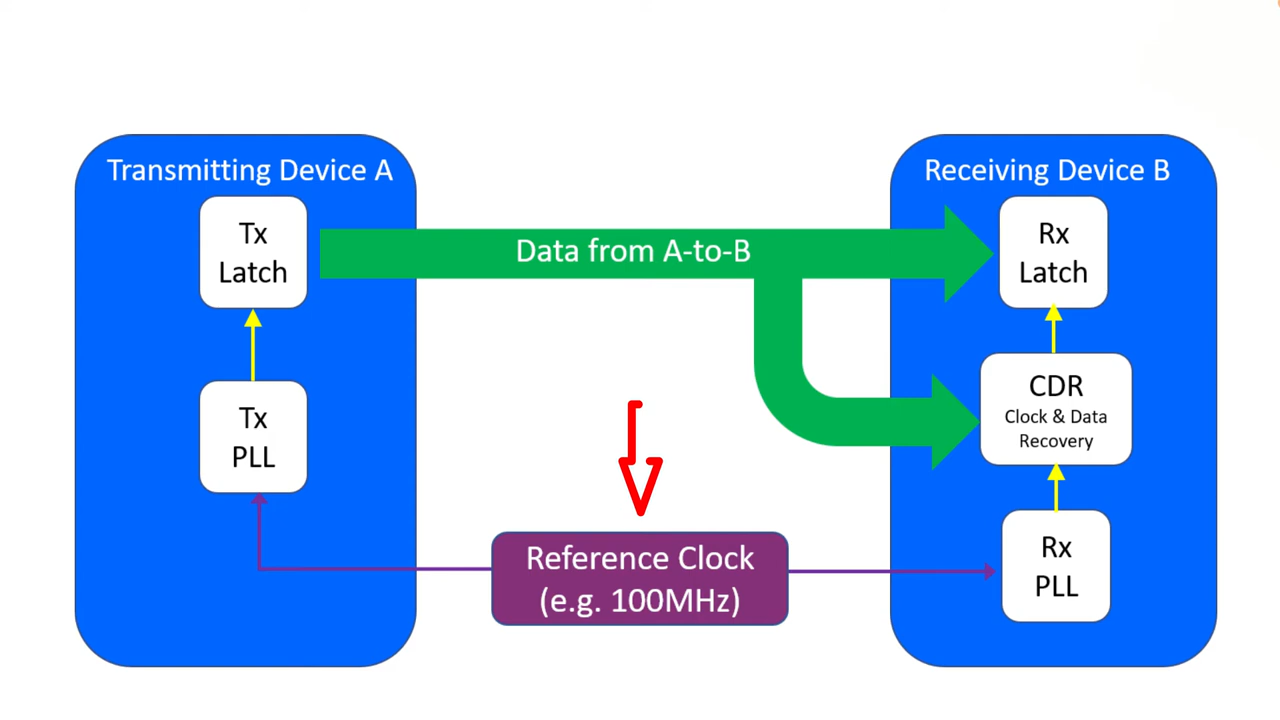 Transmitting Device A
Tx
Latch
Tx
PLL
Data from A-to-B
Reference Clock
(e.g. 100MHz)
Receiving Device B
Rx
Latch
CDR
Clock & Data
Recovery
Rx
PLL